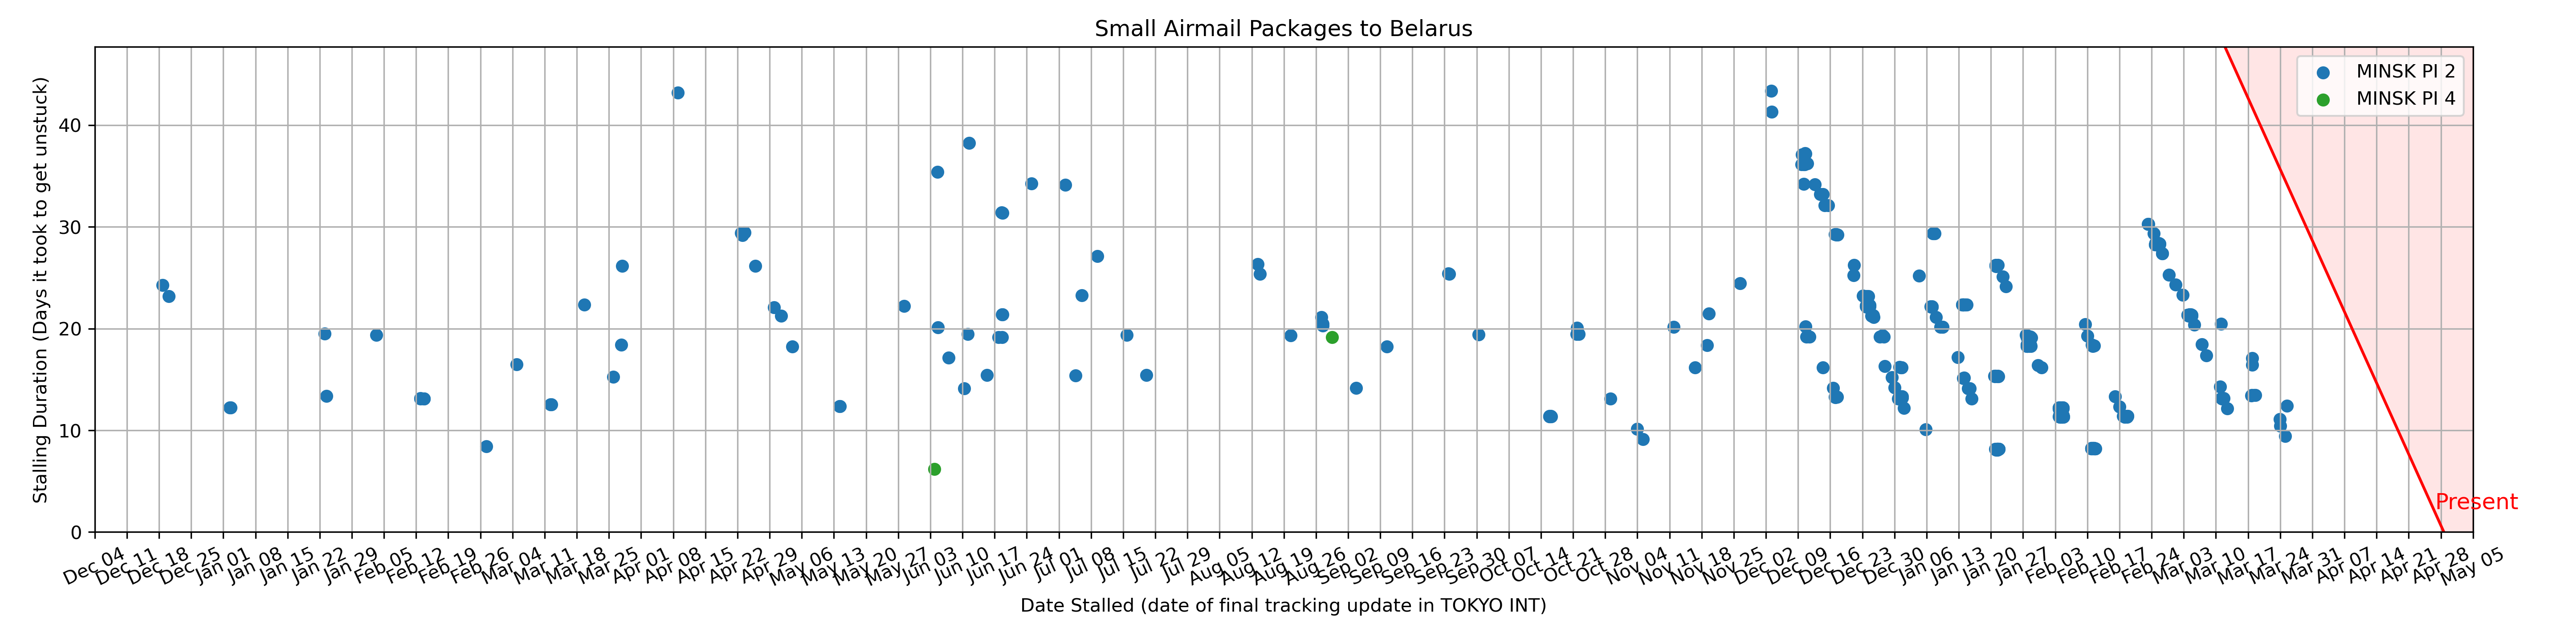 Small Airmail Packages to Belarus
MINSK PI 2
MINSK PI 4
Stalling Duration (Days it took to get unstuck)
40
30
20
10
0
Present
Dec 04
Dec 11
Dec 18
Dec 25
Jan 01
Jan 08
Jan 15
Jan 22
Jan 29
Feb 05
Feb 12
Feb 19
Feb 26
Mar 04
Mar 11
Mar 18
Mar 25
Apr 01
Apr 08
Apr 15
Apr 22
Apr 29
May 06
May 13
May 20
May 27
Jun 03
Jun 10
Jun 17
Jun 24
Jul 01
Jul 08
Jul 15
Jul 22
Jul 29
Aug 05
Aug 12
Aug 19
Aug 26
Sep 02
Sep 09
Sep 16
Sep 23
Sep 30
Oct 07
Oct 14
Oct 21
Oct 28
Nov 04
Nov 11
Nov 18
Nov 25
Dec 02
Dec 09
Dec 16
Dec 23
Dec 30
Jan 06
Jan 13
Jan 20
Jan 27
Feb 03
Feb 10
Feb 17
Feb 24
Mar 03
Mar 10
Mar 17
Mar 24
Mar 31
Apr 07
Apr 14
Apr 21
Apr 28
May 05
Date Stalled (date of final tracking update in TOKYO INT)